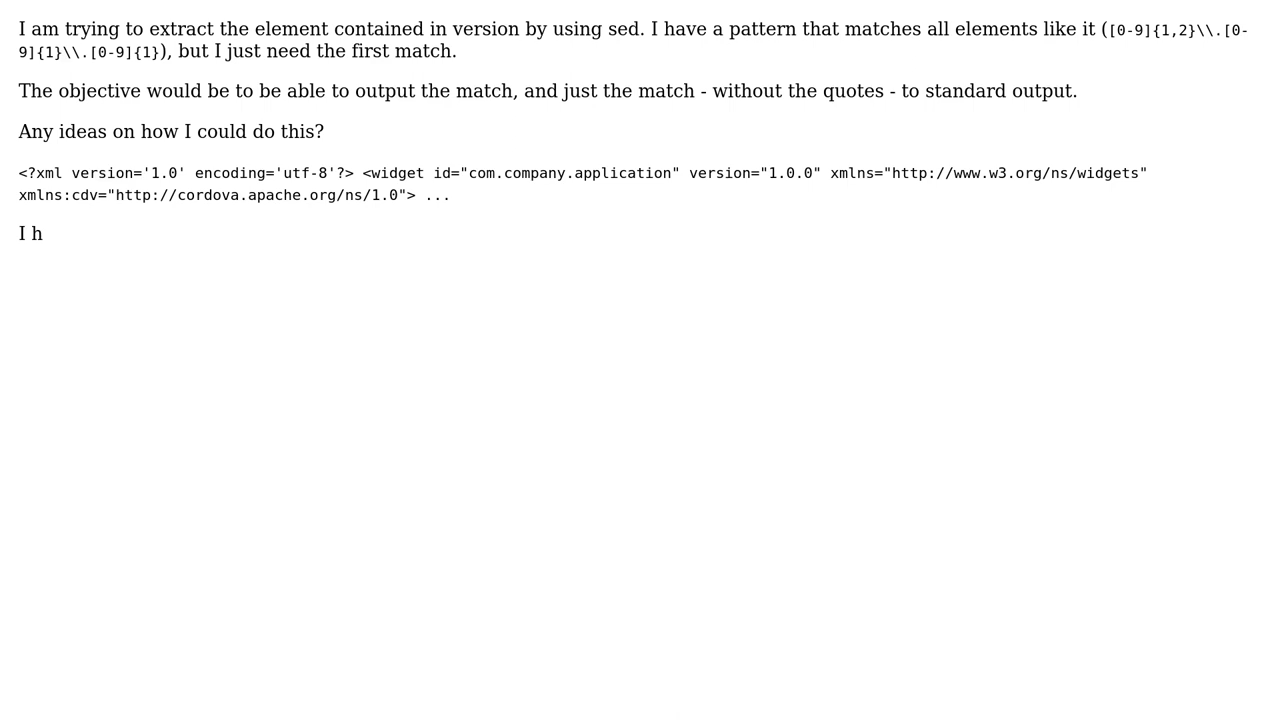 I am trying to extract the element contained in version by using sed. I have a pattern that matches all elements like it ([0-9]{1,2}\\.[0-
9]{1}\\.[0-9]{1}), but I just need the first match.
The objective would be to be able to output the match, and just the match - without the quotes - to standard output.
Any ideas on how I could do this?
<?xml version='1.0' encoding='utf-8'?> <widget id="com.company.application" version="1.0.0" xmlns="http://www.w3.org/ns/widgets"
xmlns:cdv="http://cordova.apache.org/ns/1.0"> ...
I h